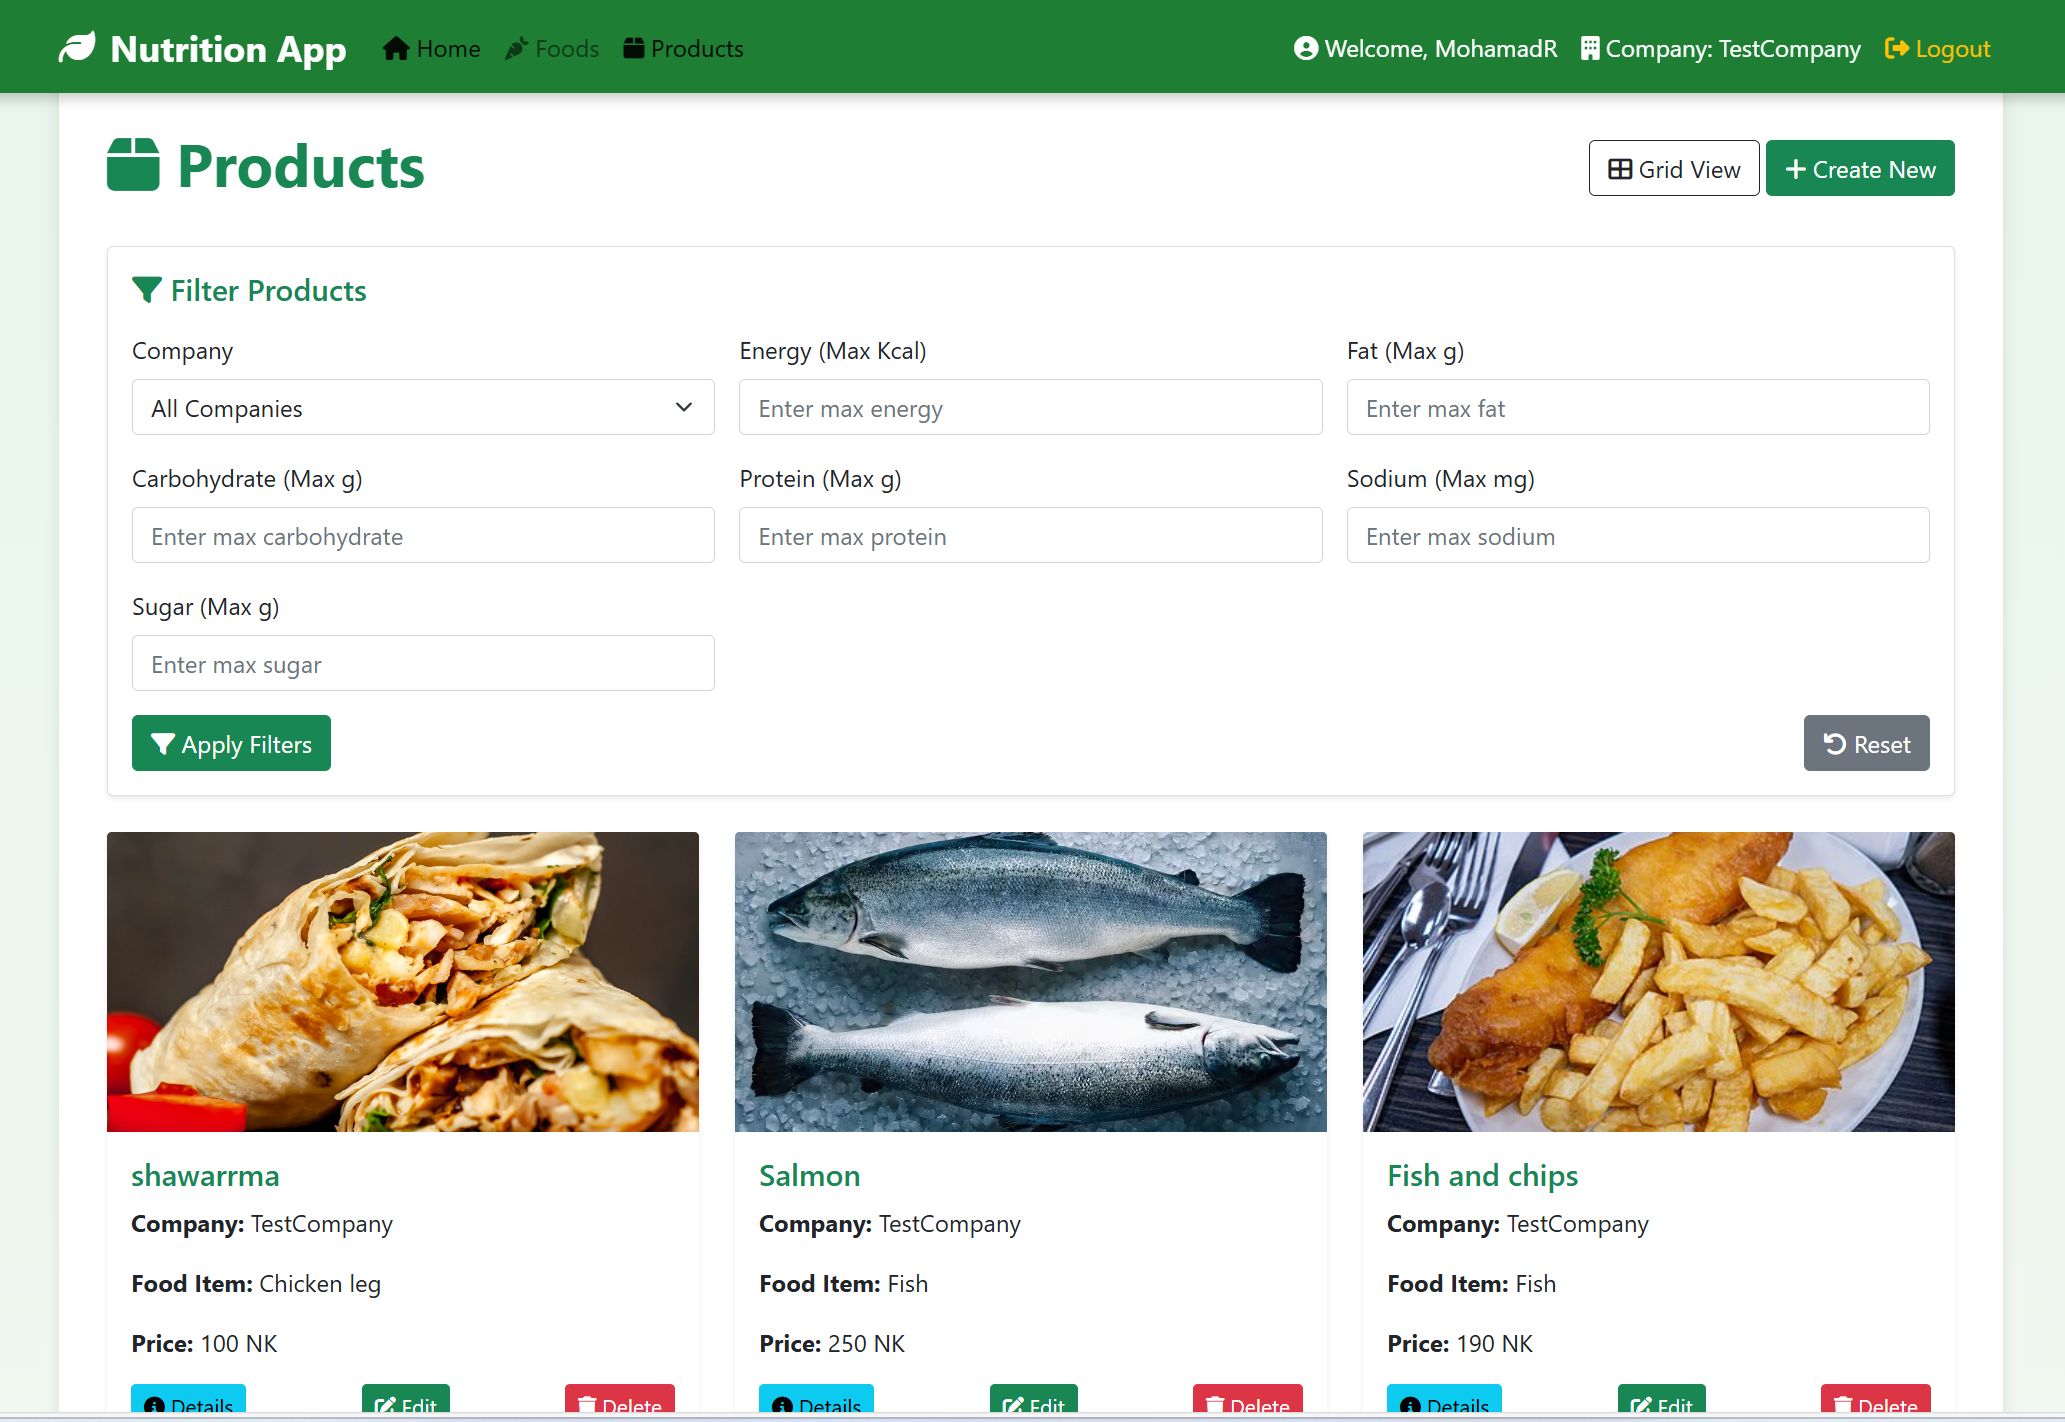 Nutrition App Home Foods Products Welcome, MohamadR Company: TestCompany Logout
Products Grid View Create New
Filter Products
Company Energy (Max Kcal) Fat (Max g)
All Companies Enter max energy Enter max fat
Carbohydrate (Max g) Protein (Max g) Sodium (Max mg)
Enter max carbohydrate Enter max protein Enter max sodium
Sugar (Max g)
Enter max sugar
Apply Filters Reset
shawarrma Salmon Fish and chips
Company: TestCompany Company: TestCompany Company: TestCompany
Food Item: Chicken leg Food Item: Fish Food Item: Fish
Price: 100 NK Price: 250 NK Price: 190 NK
Details Edit Delete Details Edit Delete Details Edit Delete